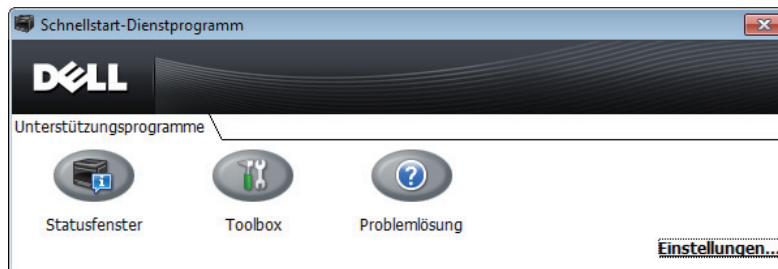 Schnellstart-Dienstprogramm
DELL
Unterstützungsprogramme
Statusfenster
Toolbox
Problemlösung
Einstellungen...